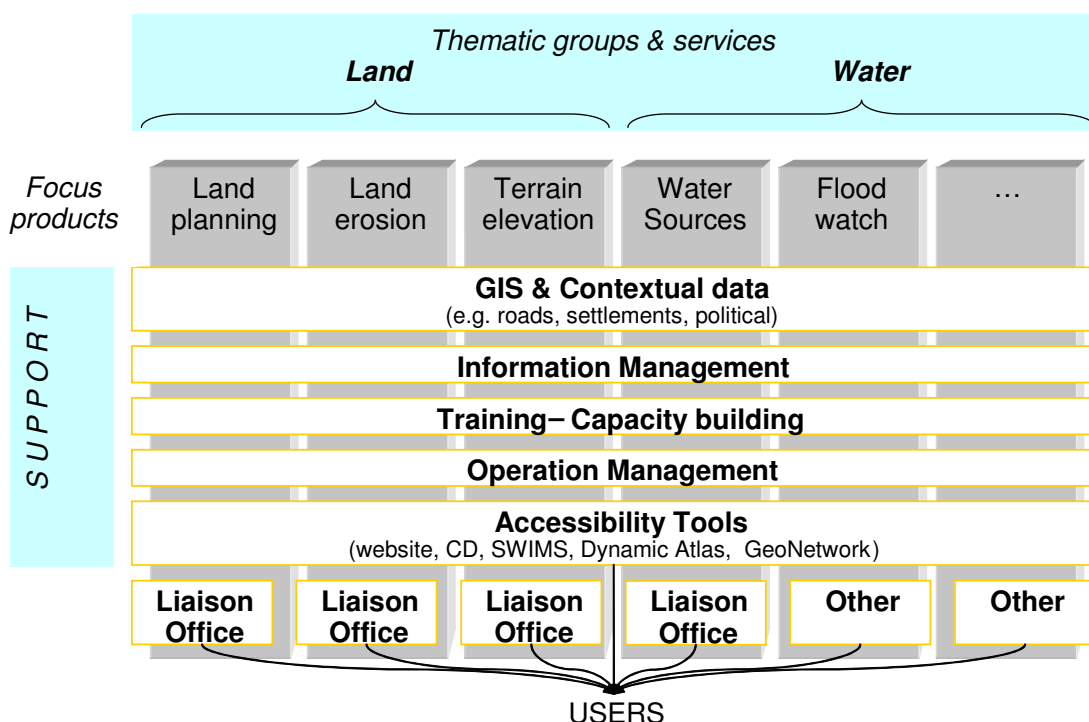 Thematic groups & services
Land
Water
Focus
products
Land
planning
Land
erosion
Terrain
elevation
Water
Sources
Flood
watch
…
SUPPORT
GIS & Contextual data
(e.g. roads, settlements, political)
Information Management
Training– Capacity building
Operation Management
Accessibility Tools
(website, CD, SWIMS, Dynamic Atlas, GeoNetwork)
Liaison
Office
Liaison
Office
Liaison
Office
Liaison
Office
Other
Other
USERS